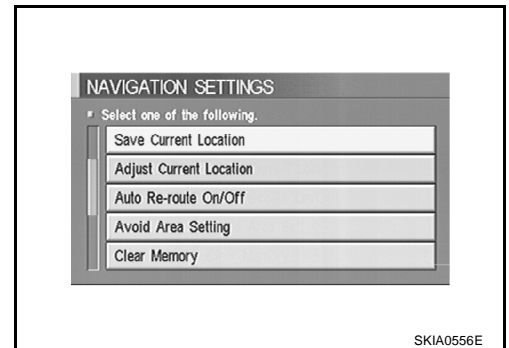 NAVIGATION SETTINGS
Select one of the following.
Save Current Location
Adjust Current Location
Auto Re-route On/Off
Avoid Area Setting
Clear Memory
SKIA0556E